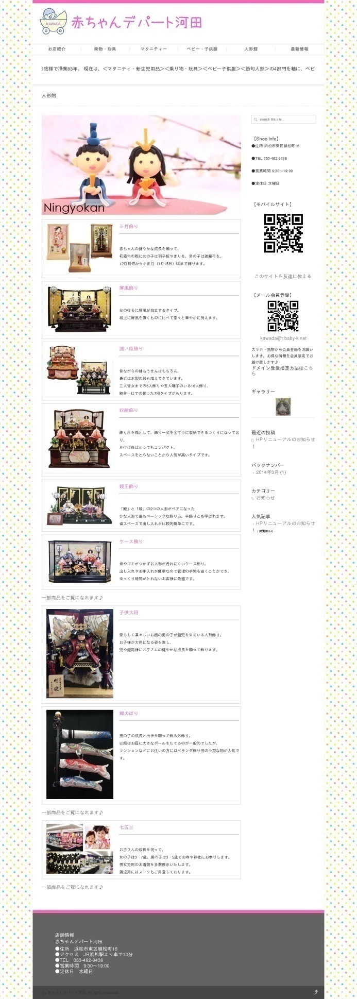 KAWADA
赤ちゃんデパート河田
お店紹介
乗物・玩具
マタニティー
ベビー・子供服
人形館
最新情報
陰様で操業83年。 現在は、＜マタニティ・新生児用品＞＜乗り物・玩具＞＜ベビー子供服＞＜節句人形＞の4部門を軸に、ベビ
人形館
Ningyokan
正月飾り
赤ちゃんの健やかな成長を願って、
初節句の際に女の子は羽子板やまりを、男の子は破魔弓を、
12月初旬から小正月（1月15日）頃まで飾ります。
屏風飾り
台の後ろに屏風が自立するタイプ。
段上に屏風を置くものに比べて堂々と華やかに見えます。
囲い段飾り
昔ながらの緋もうせんはもちろん、
最近は木製の段も増えてきています。
三人官女までの5人飾りや五人囃子のいる10人飾り、
随身・仕丁の揃った7段タイプがあります。
収納飾り
飾り台を箱として、飾り一式を全て中に収納できるつくりになってお
り、
片付け後はとってもコンパクト。
スペースをとらないことから人気が高いタイプです。
親王飾り
「殿」と「姫」の2つの人形がペアになった
ひな人形で最もベーシックな飾り方。平飾りとも呼ばれます。
省スペースで出し入れが比較的簡単にです。
ケース飾り
埃やゴミがつかずお人形が汚れにくいケース飾り。
出し入れやお手入れが簡単なので管理の手間を省くことができ、
ゆっくり時間がとれないお客様に最適です。
一部商品をご覧になれます♪
子供大将
愛らしく凛々しいお顔の男の子が鎧児を来ている人形飾り。
お子様が大将になる姿を表し、
児や鎧同様にお子さんの健やかな成長を願って飾ります。
剛健
鯉のぼり
男の子の成長と出世を願って飾る外飾り。
以前はお庭に大きなポールをたてるのが一般的でしたが、
マンションなどにお住いの方にはベランダ飾り用の小型な物が人気で
す。
一部商品をご覧になれます♪
七五三
お子さんの成長を祝って、
女の子は3・7歳、男の子は3・5歳でお寺や神社にお参りします。
男女児用のお着物を多数展示いたします。
男児用にはスーツもご用意しております。
一部商品をご覧になれます♪
search this site...
【Shop Info】
●住所 浜松市東区植松町16
●TEL 053-462-9438
●営業時間 9:30～19:00
●定休日 水曜日
【モバイルサイト】
このサイトを友達に教える
【メール会員登録】
kawada@r.baby-k.net
スマホ・携帯から会員登録をお願い
します。お得な情報を会員限定でお
届け致します♪
ドメイン受信指定方法はこち
ら
ギャラリー
最近の投稿
HPリニューアルのお知らせ
！
バックナンバー
2014年3月 (1)
カテゴリー
お知らせ
人気記事
HPリニューアルのお知らせ
！ | 閲覧数(14)
店舗情報
赤ちゃんデパート河田
●住所　浜松市東区植松町16
●アクセス　JR浜松駅より車で10分
●TEL　053-462-9438
●営業時間　9:30～19:00
●定休日　水曜日
(c) 赤ちゃんデパート河田 All rights reserved